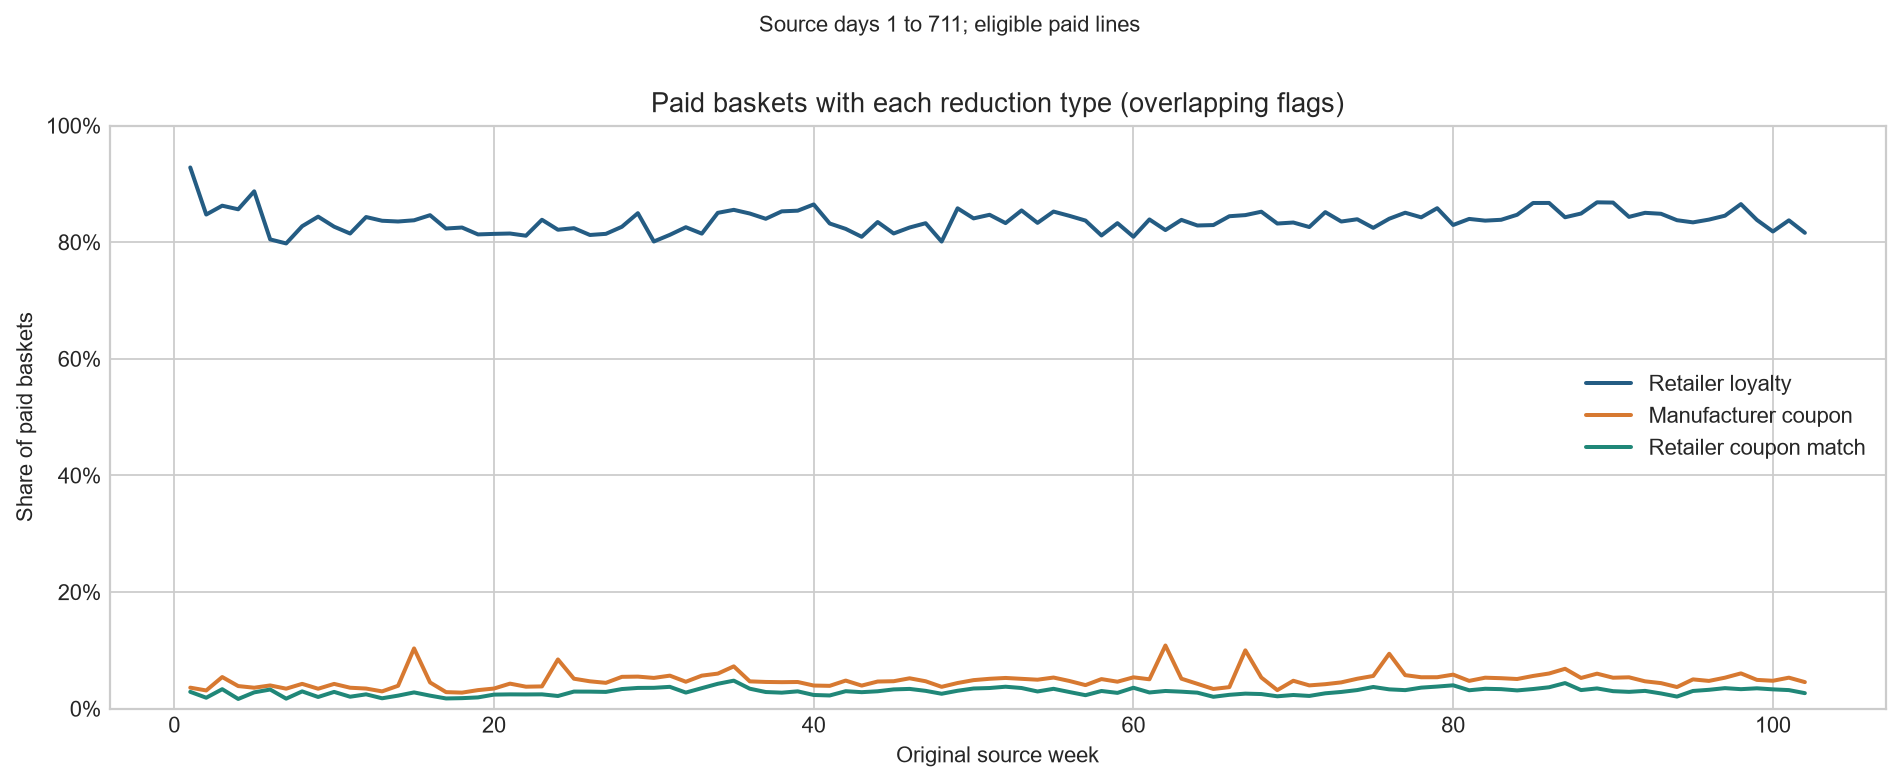 Source days 1 to 711; eligible paid lines
Paid baskets with each reduction type (overlapping flags)
100%
80%
60%
40%
20%
0%
Share of paid baskets
Retailer loyalty
Manufacturer coupon
Retailer coupon match
0
20
40
60
80
100
Original source week